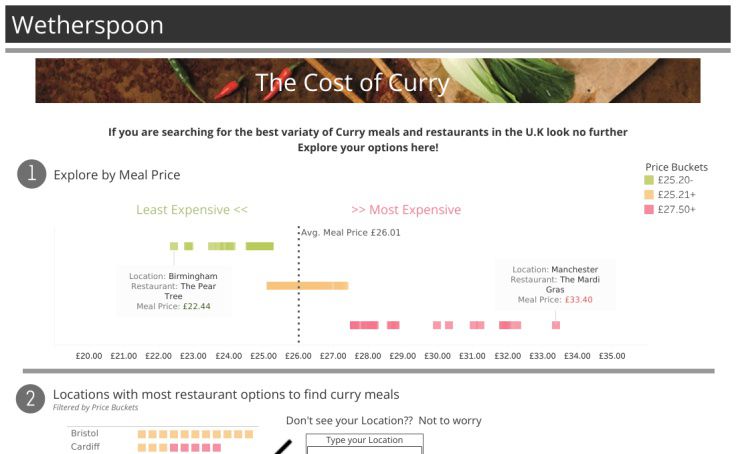 Wetherspoon
The Cost of Curry
If you are searching for the best variaty of Curry meals and restaurants in the U.K look no further
Explore your options here!
1 Explore by Meal Price
Price Buckets
£25.20-
£25.21+
£27.50+
Least Expensive << >> Most Expensive
Avg. Meal Price £26.01
Location: Birmingham
Restaurant: The Pear
Tree
Meal Price: £22.44
Location: Manchester
Restaurant: The Mardi
Gras
Meal Price: £33.40
£20.00 £21.00 £22.00 £23.00 £24.00 £25.00 £26.00 £27.00 £28.00 £29.00 £30.00 £31.00 £32.00 £33.00 £34.00 £35.00
2 Locations with most restaurant options to find curry meals
Filtered by Price Buckets
Don't see your Location?? Not to worry
Type your Location
Bristol
Cardiff